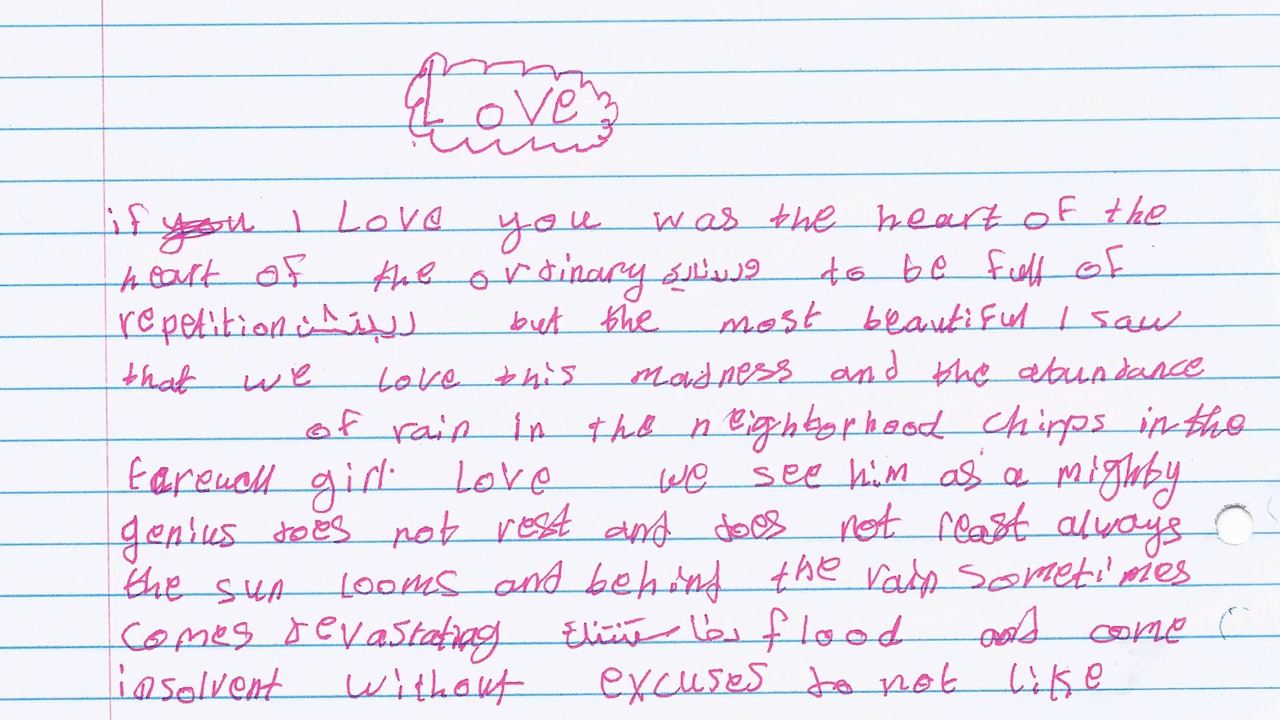 Love
if I Love you was the heart of the
heart of the ordinary to be full of
repetition but the most beautiful I saw
that we love this madness and the abundance
of rain in the neighborhood chirps in the
farewell girl. Love we see him as a mighby
genius does not rest and does not reast always
the sun looms and behind the rain sometimes
comes devastating flood and come
insolvent without excuses to not like